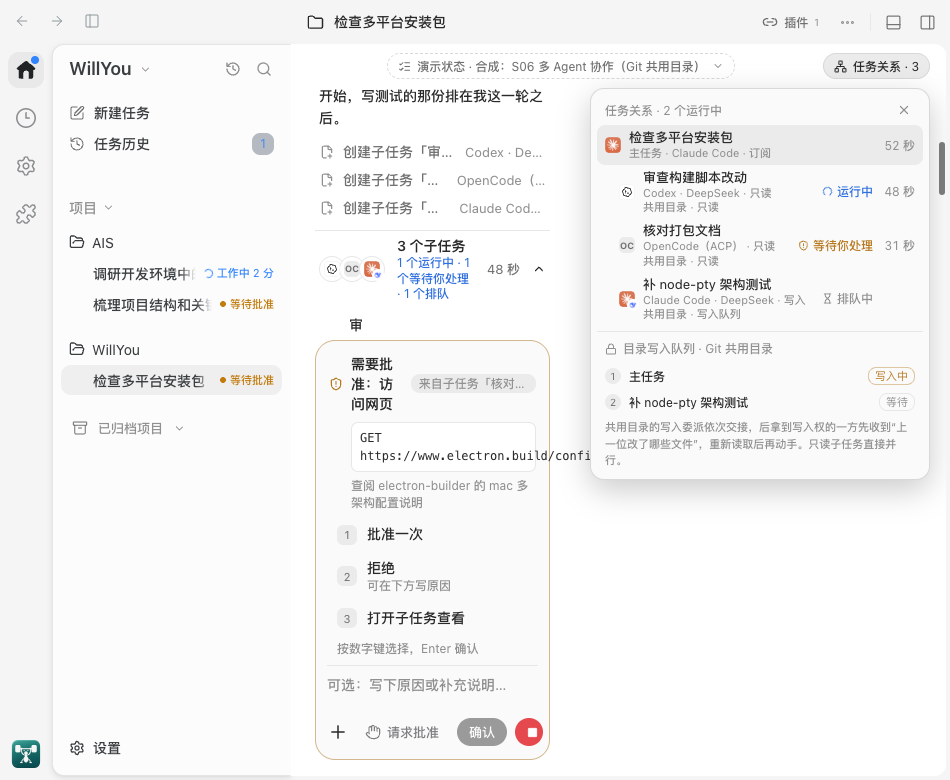 检查多平台安装包
插件 1
WillYou
新建任务
任务历史
1
项目
AIS
调研开发环境中
工作中 2 分
梳理项目结构和关
等待批准
WillYou
检查多平台安装包
等待批准
已归档项目
设置
演示状态 · 合成：S06 多 Agent 协作（Git 共用目录）
任务关系 · 3
开始，写测试的那份排在我这一轮之
后。
创建子任务「审... Codex · De...
创建子任务「... OpenCode（...
创建子任务「... Claude Cod...
OC
3 个子任务
1 个运行中 · 1
个等待你处理
· 1 个排队
48 秒
审
需要批
准：访
问网页
来自子任务「核对...
GET
https://www.electron.build/confi
查阅 electron-builder 的 mac 多
架构配置说明
1 批准一次
2 拒绝
可在下方写原因
3 打开子任务查看
按数字键选择，Enter 确认
可选：写下原因或补充说明...
请求批准
确认
任务关系 · 2 个运行中
检查多平台安装包
主任务 · Claude Code · 订阅
52 秒
审查构建脚本改动
Codex · DeepSeek · 只读
共用目录 · 只读
运行中 48 秒
OC
核对打包文档
OpenCode（ACP） · 只读
共用目录 · 只读
等待你处理 31 秒
补 node-pty 架构测试
Claude Code · DeepSeek · 写入
共用目录 · 写入队列
排队中
目录写入队列 · Git 共用目录
1 主任务 写入中
2 补 node-pty 架构测试 等待
共用目录的写入委派依次交接，后拿到写入权的一方先收到“上
一位改了哪些文件”，重新读取后再动手。只读子任务直接并
行。